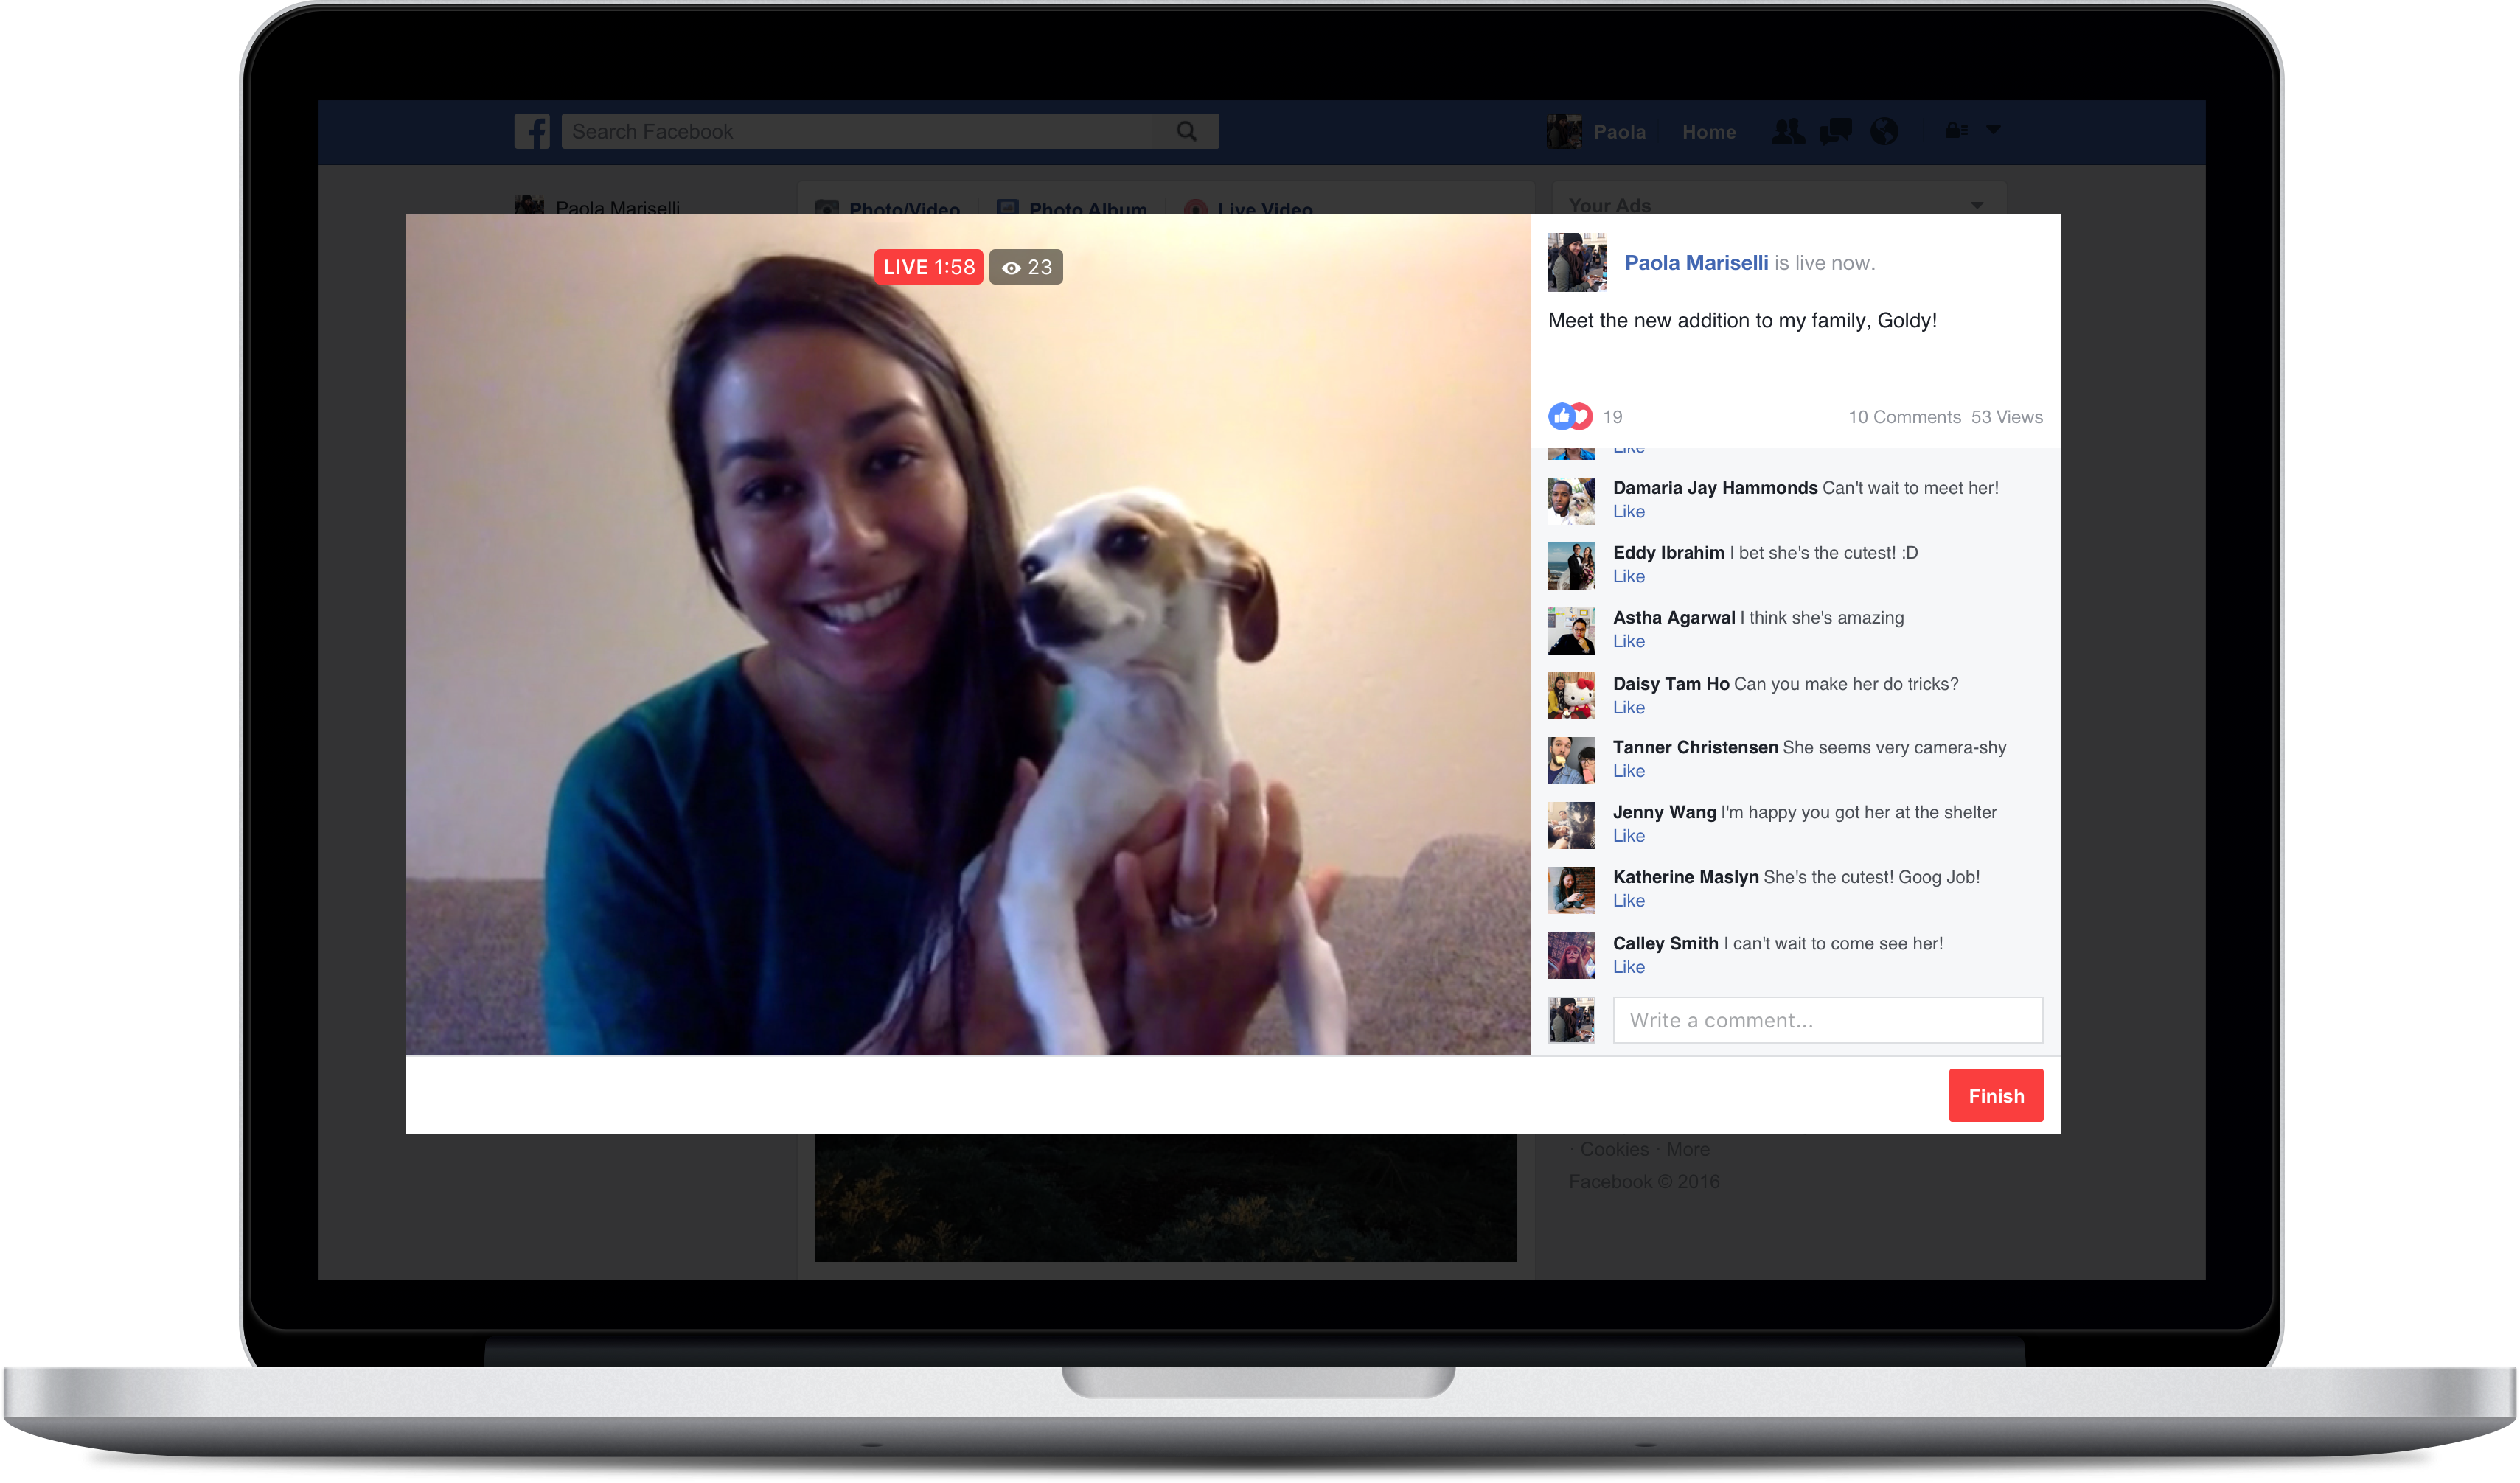 Search Facebook
Paola
Home
Paola Mariselli
Photo/Video
Photo Album
Live Video
Your Ads
LIVE 1:58
23
Paola Mariselli is live now.
Meet the new addition to my family, Goldy!
19
10 Comments 53 Views
Like
Damaria Jay Hammonds Can't wait to meet her!
Like
Eddy Ibrahim I bet she's the cutest! :D
Like
Astha Agarwal I think she's amazing
Like
Daisy Tam Ho Can you make her do tricks?
Like
Tanner Christensen She seems very camera-shy
Like
Jenny Wang I'm happy you got her at the shelter
Like
Katherine Maslyn She's the cutest! Goog Job!
Like
Calley Smith I can't wait to come see her!
Like
Write a comment...
Finish
· Cookies · More
Facebook © 2016